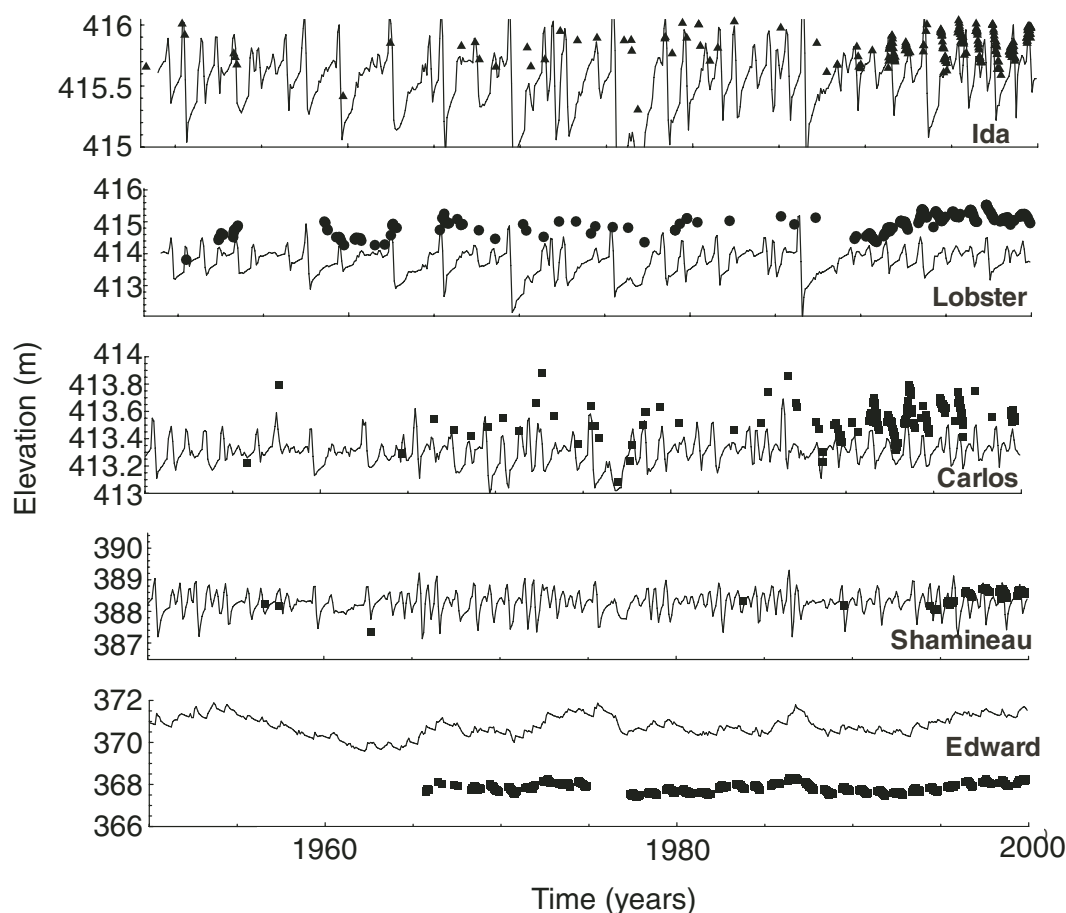 416
415.5
415
Ida
416
415
414
413
Lobster
414
413.8
413.6
413.4
413.2
413
Carlos
390
389
388
387
Shamineau
372
370
368
366
Edward
Elevation (m)
1960 1980 2000
Time (years)